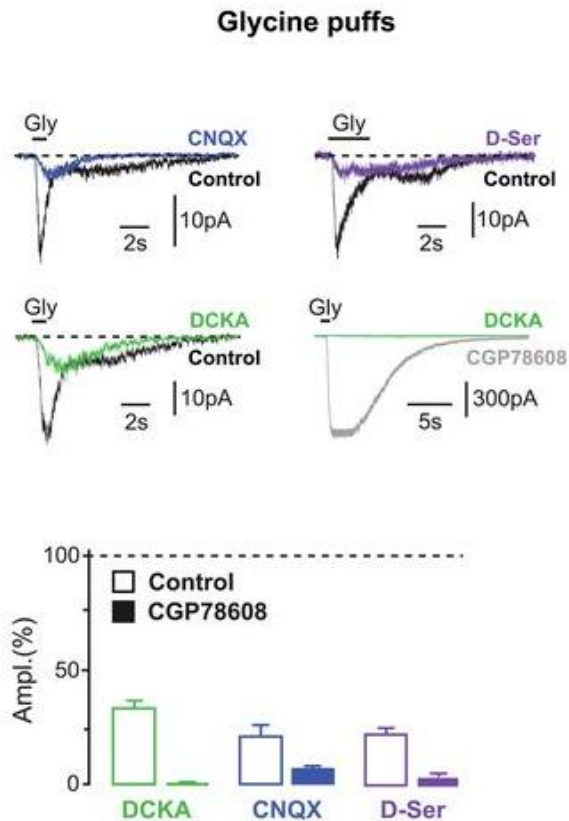 Glycine puffs
Gly
CNQX
Control
2s
10pA
Gly
D-Ser
Control
2s
10pA
Gly
DCKA
Control
2s
10pA
Gly
DCKA
CGP78608
5s
300pA
Ampl.(%)
100
50
0
Control
CGP78608
DCKA
CNQX
D-Ser